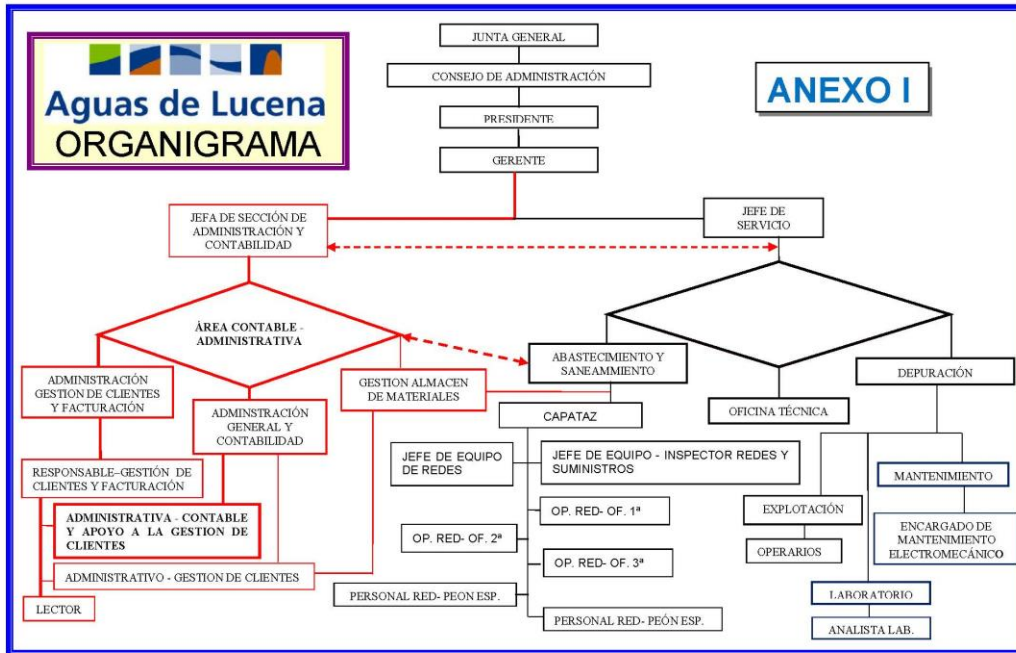 JUNTA GENERAL
CONSEJO DE ADMINISTRACIÓN
PRESIDENTE
GERENTE
Aguas de Lucena
ORGANIGRAMA
ANEXO I
JEFA DE SECCIÓN DE
ADMINISTRACIÓN Y
CONTABILIDAD
JEFE DE
SERVICIO
ÁREA CONTABLE -
ADMINISTRATIVA
ADMINISTRACIÓN
GESTION DE CLIENTES
Y FACTURACIÓN
ADMINSTRACIÓN
GENERAL Y
CONTABILIDAD
GESTION ALMACEN
DE MATERIALES
ABASTECIMIENTO Y
SANEAMMIENTO
OFICINA TÉCNICA
DEPURACIÓN
CAPATAZ
JEFE DE EQUIPO
DE REDES
JEFE DE EQUIPO - INSPECTOR REDES Y
SUMINISTROS
RESPONSABLE–GESTIÓN DE
CLIENTES Y FACTURACIÓN
ADMINISTRATIVA - CONTABLE
Y APOYO A LA GESTION DE
CLIENTES
ADMINISTRATIVO - GESTION DE CLIENTES
LECTOR
OP. RED- OF. 1ª
OP. RED- OF. 2ª
OP. RED- OF. 3ª
PERSONAL RED- PEON ESP.
PERSONAL RED- PEÓN ESP.
EXPLOTACIÓN
OPERARIOS
MANTENIMIENTO
ENCARGADO DE
MANTENIMIENTO
ELECTROMECÁNICO
LABORATORIO
ANALISTA LAB.